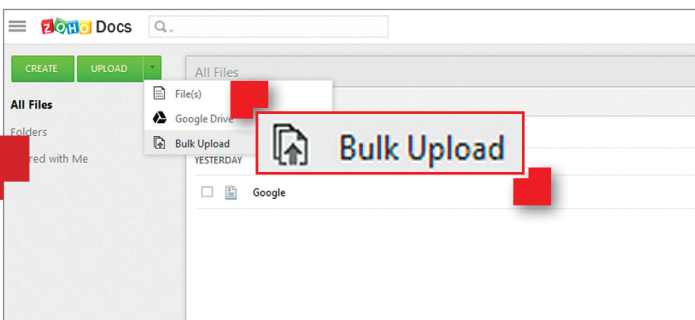 ZOHO Docs
CREATE UPLOAD
All Files
File(s)
Google Drive
Bulk Upload
All Files
Folders
red with Me
Bulk Upload
YESTERDAY
Google